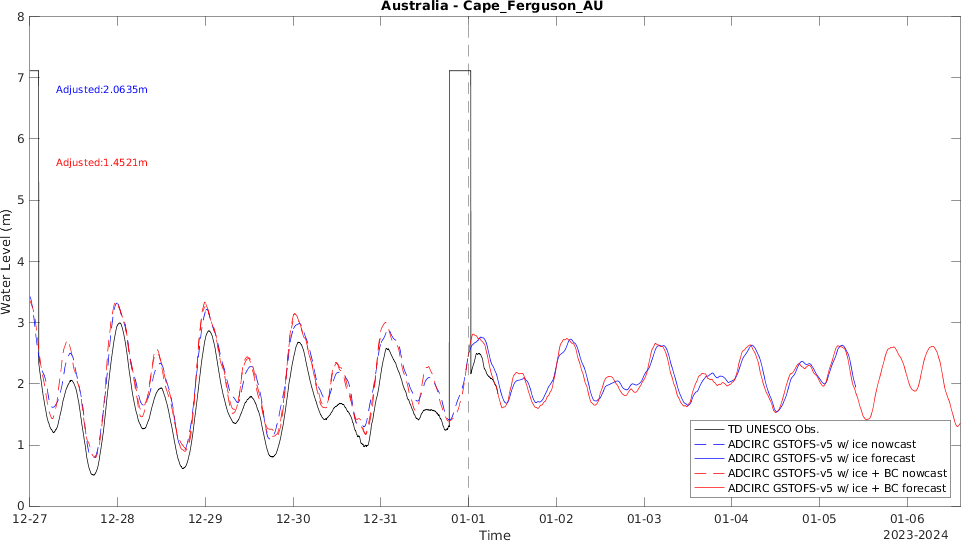 Australia - Cape_Ferguson_AU
8
7
6
5
4
3
2
1
0
Water Level (m)
Adjusted:2.0635m
Adjusted:1.4521m
TD UNESCO Obs.
ADCIRC GSTOFS-v5 w/ ice nowcast
ADCIRC GSTOFS-v5 w/ ice forecast
ADCIRC GSTOFS-v5 w/ ice + BC nowcast
ADCIRC GSTOFS-v5 w/ ice + BC forecast
12-27 12-28 12-29 12-30 12-31 01-01 01-02 01-03 01-04 01-05 01-06
Time
2023-2024